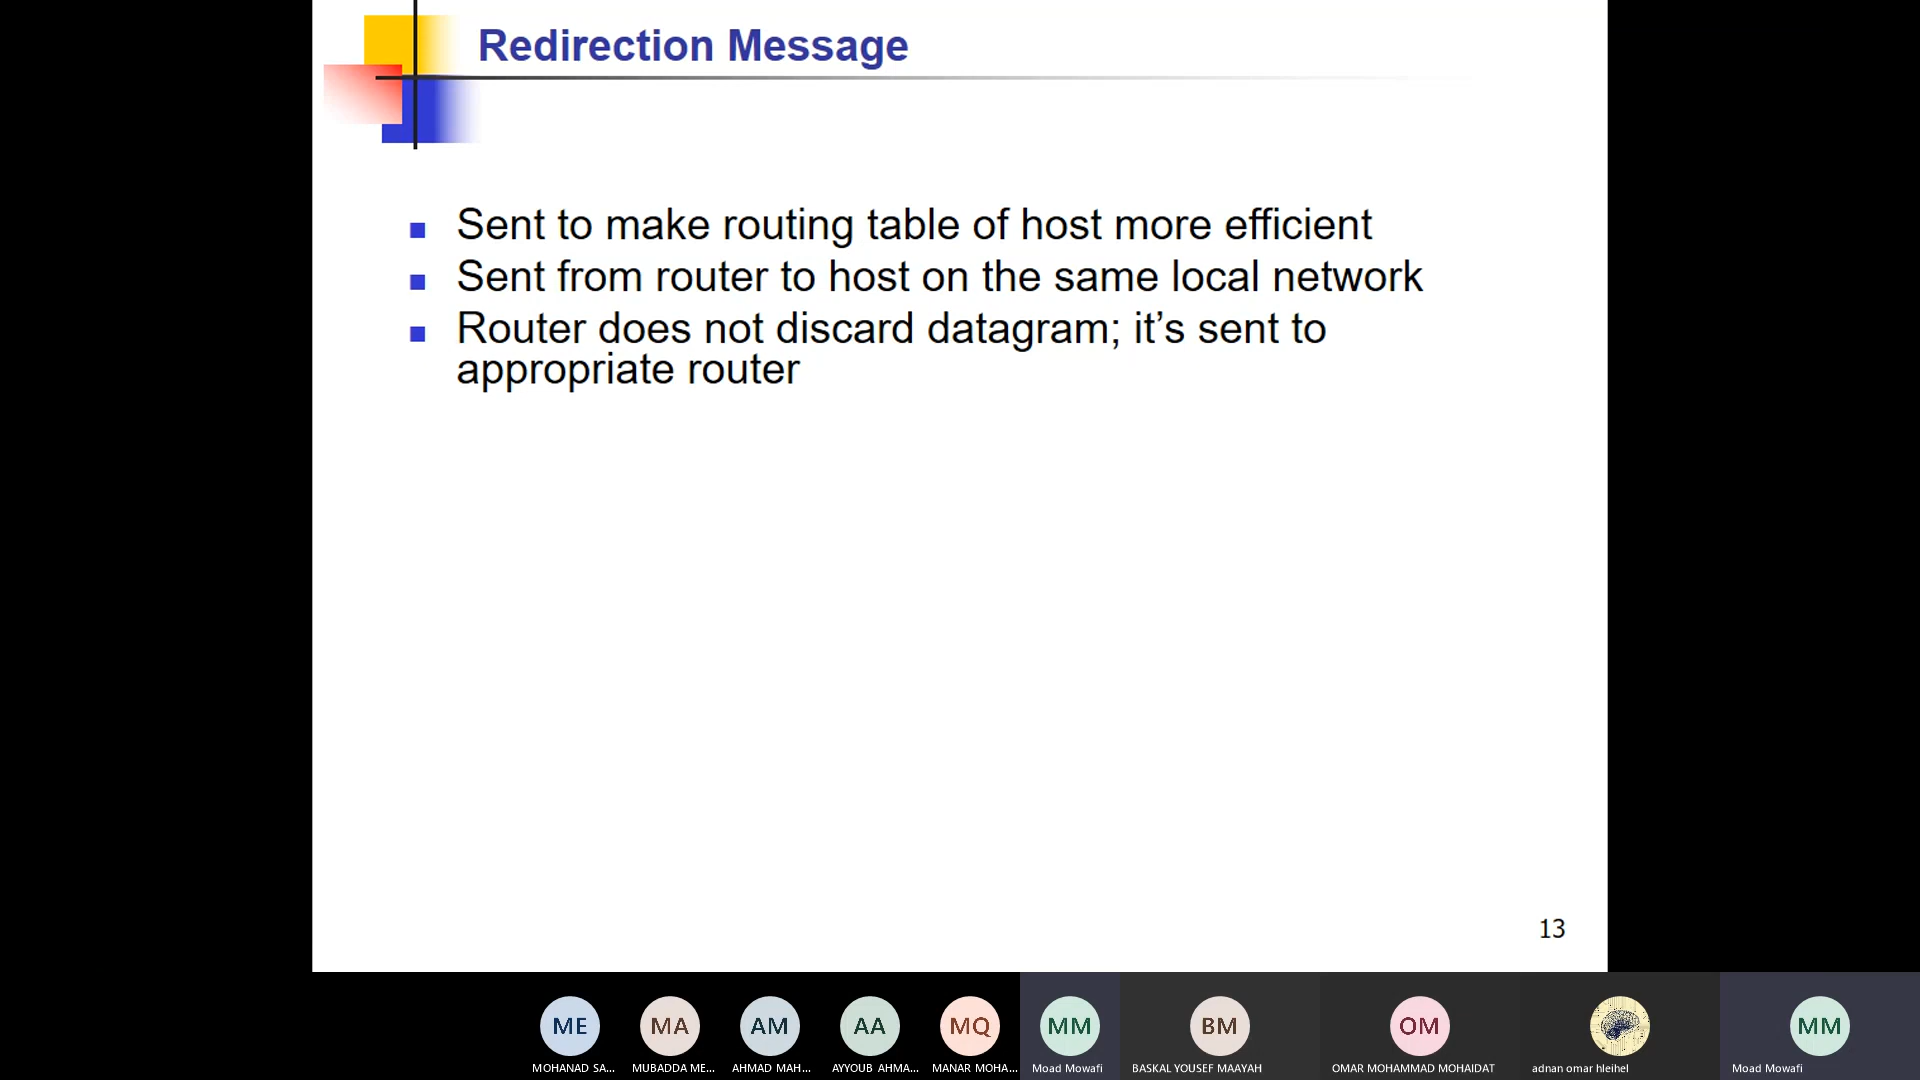 Redirection Message
Sent to make routing table of host more efficient
Sent from router to host on the same local network
Router does not discard datagram; it's sent to
appropriate router
13
ME
MA
AM
AA
MQ
MM
BM
OM
MM
MOHANAD SA...
MUBADDA ME...
AHMAD MAH...
AYYOUB AHMA...
MANAR MOHA...
Moad Mowafi
BASKAL YOUSEF MAAYAH
OMAR MOHAMMAD MOHAIDAT
adnan omar hleihel
Moad Mowafi